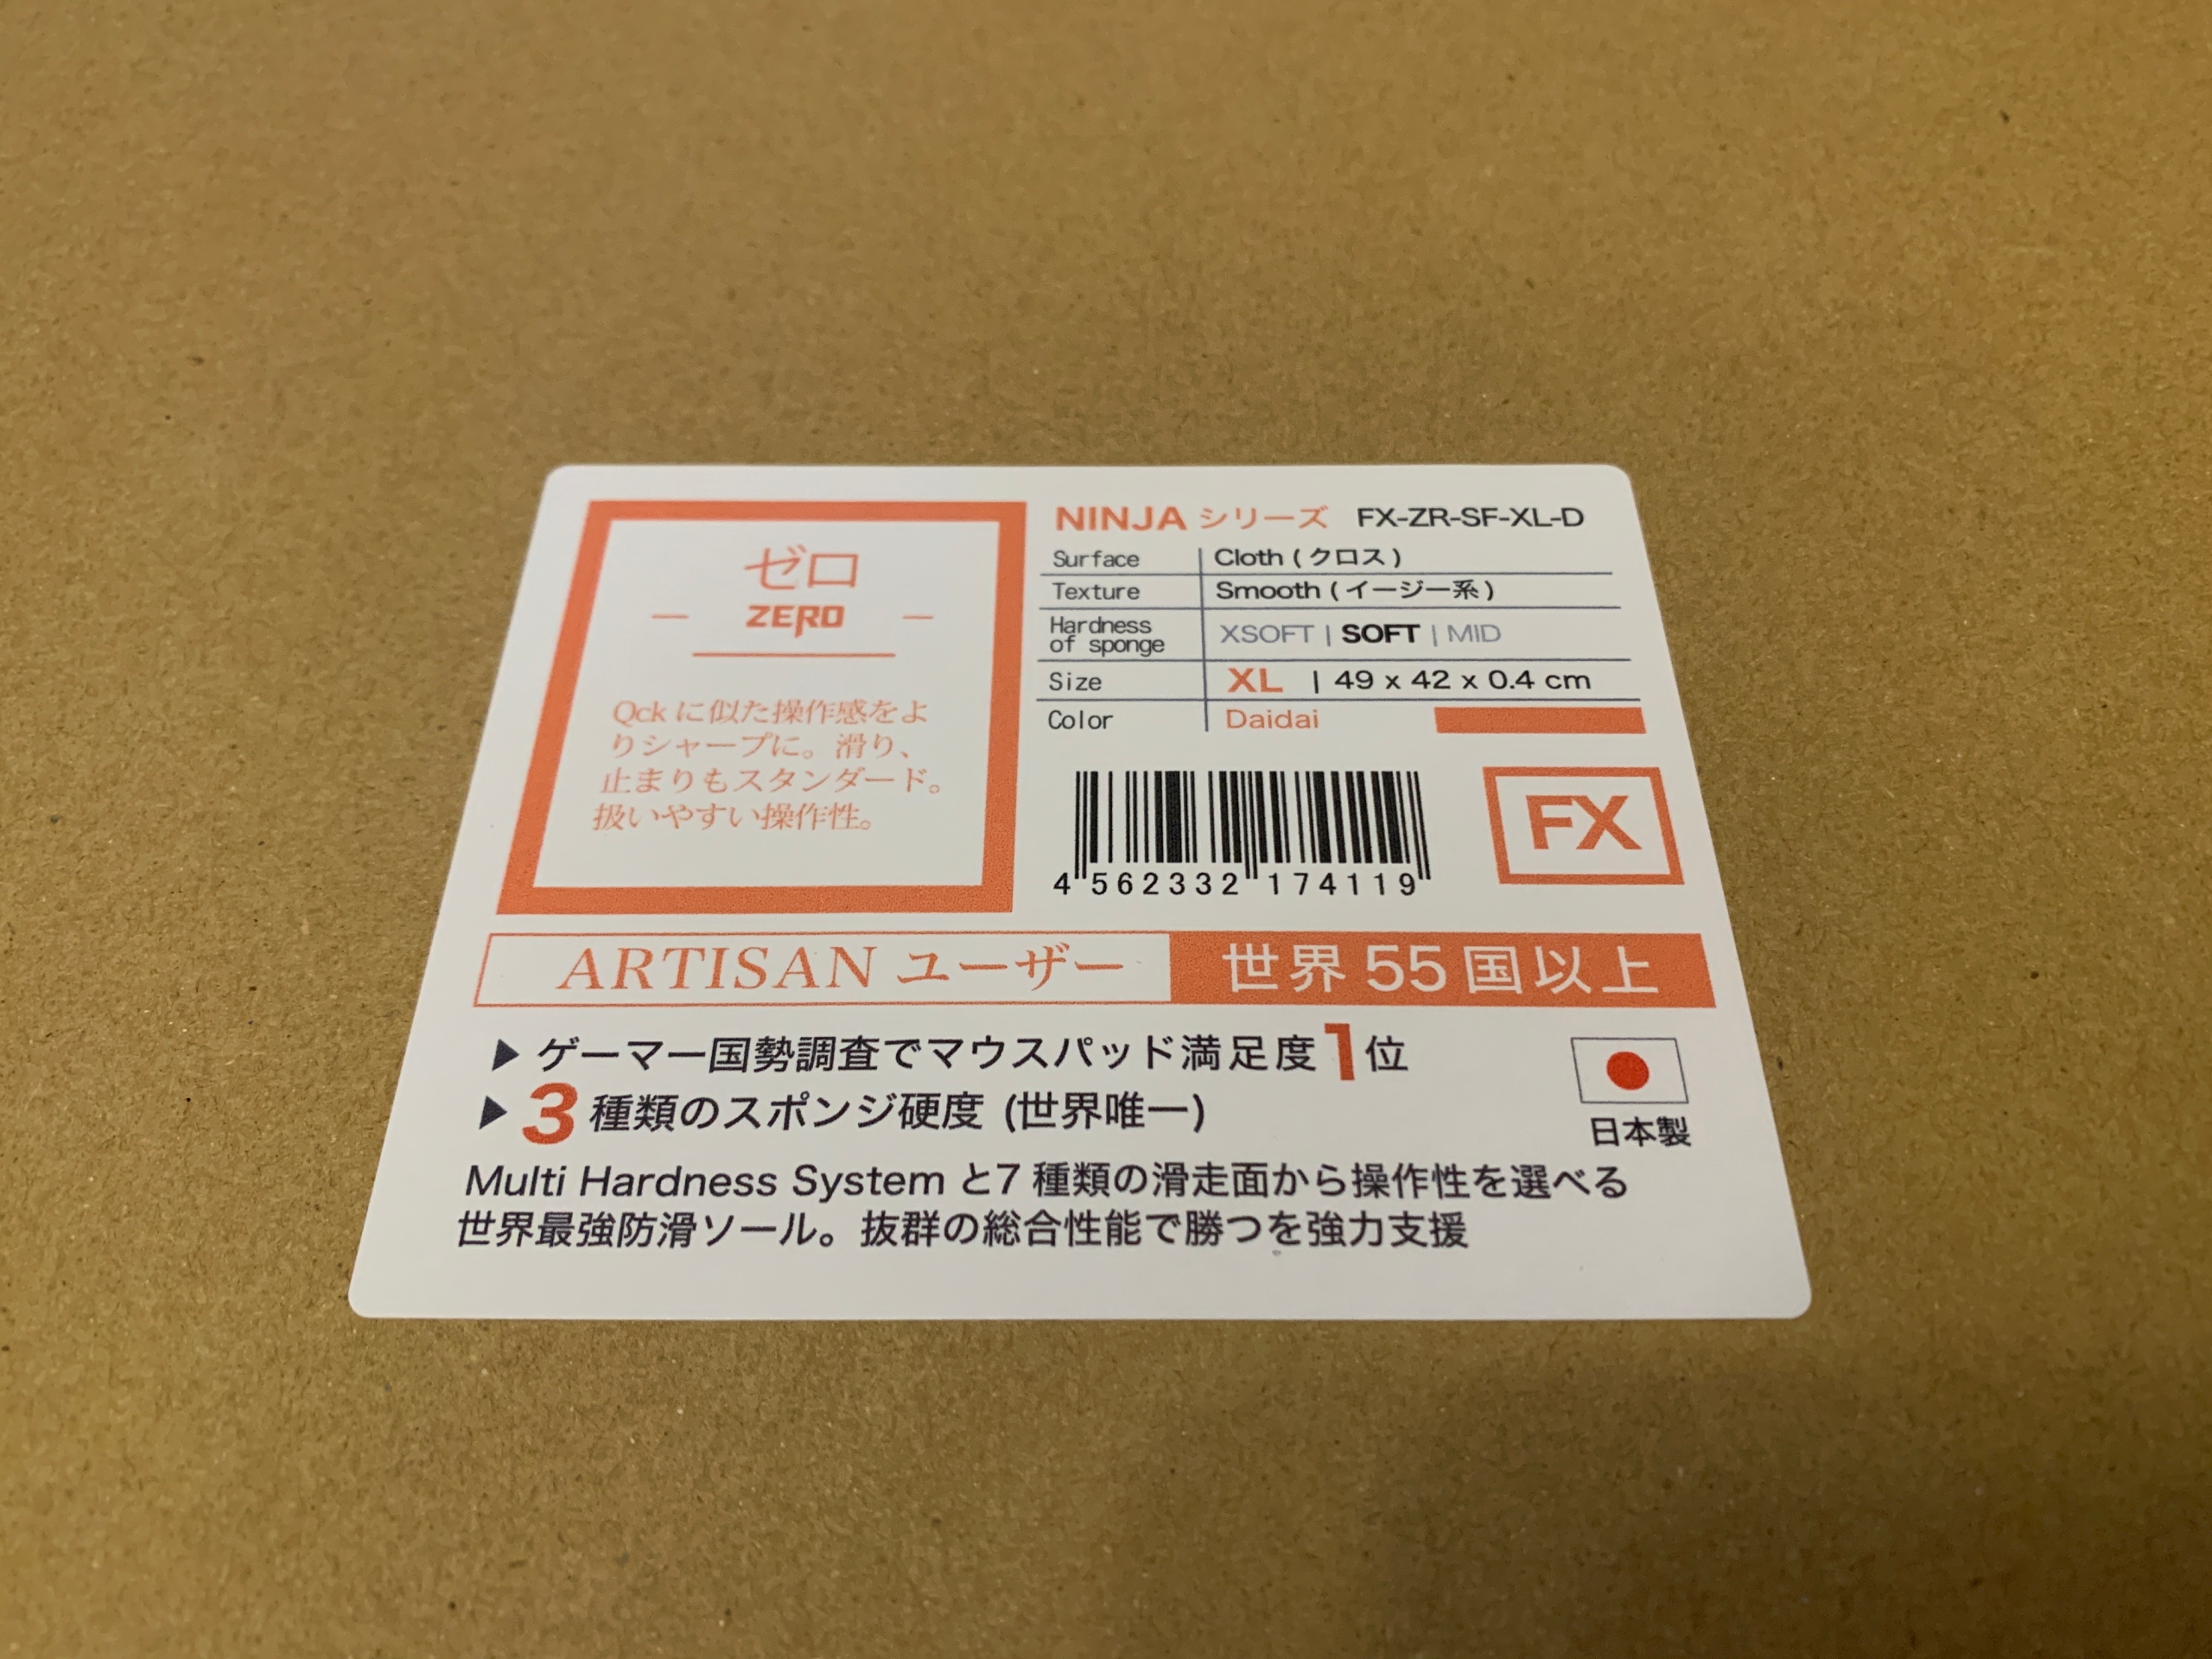 ゼロ
ZERO
Qck に似た操作感をよ
りシャープに。滑り、
止まりもスタンダード。
扱いやすい操作性。
NINJA シリーズ FX-ZR-SF-XL-D
Surface Cloth ( クロス )
Texture Smooth ( イージー系 )
Hardness
of sponge XSOFT | SOFT | MID
Size XL | 49 x 42 x 0.4 cm
Color Daidai
4 562332 174119
FX
ARTISAN ユーザー 世界 55 国以上
▶ ゲーマー国勢調査でマウスパッド満足度1位
▶ 3 種類のスポンジ硬度 (世界唯一)
日本製
Multi Hardness System と7 種類の滑走面から操作性を選べる
世界最強防滑ソール。抜群の総合性能で勝つを強力支援